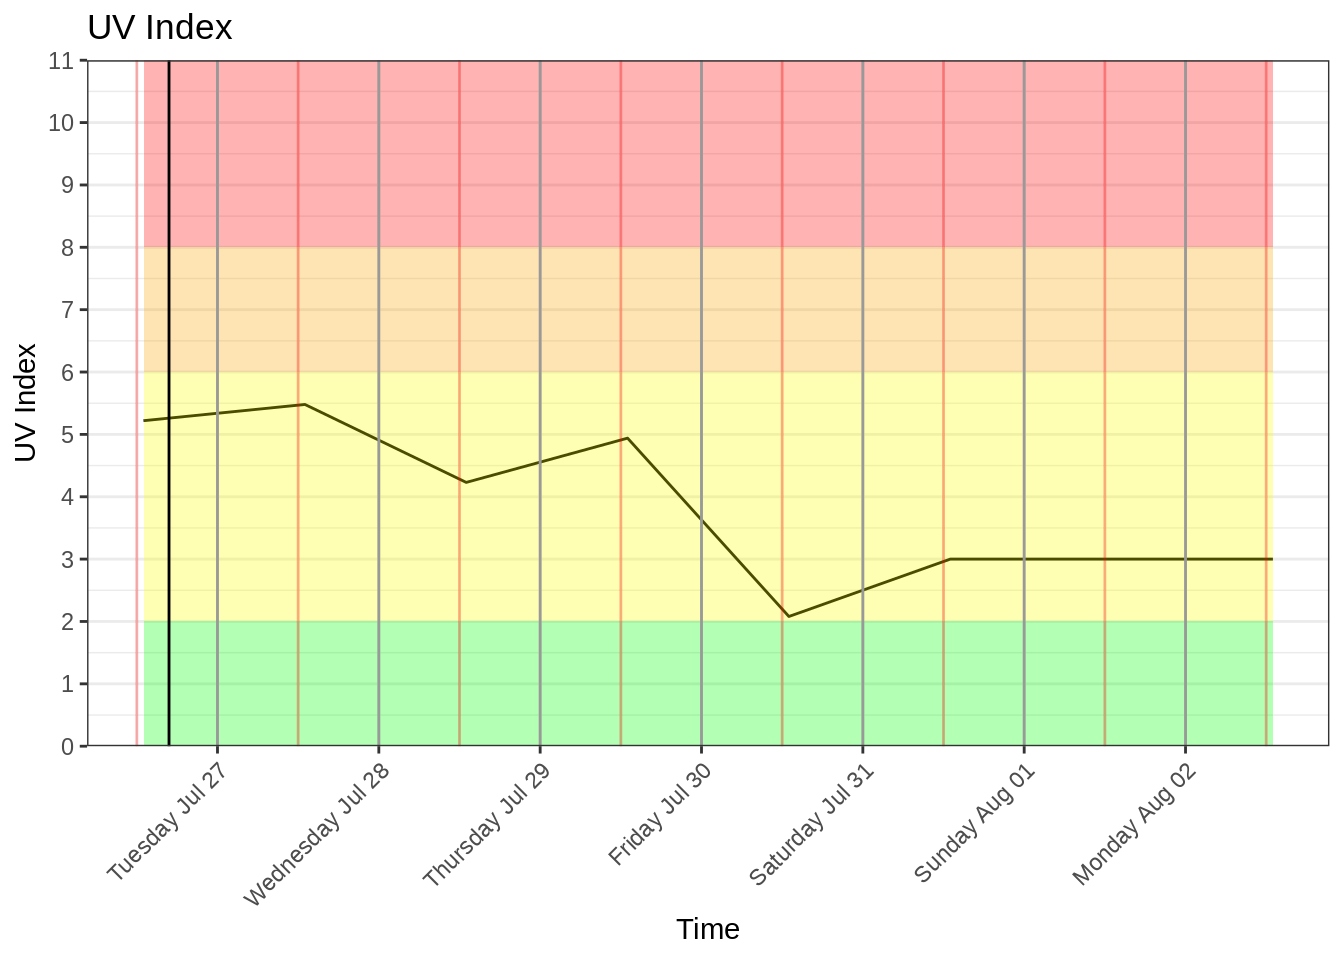 UV Index
11
10
9
8
7
6
5
4
3
2
1
0
UV Index
Tuesday Jul 27
Wednesday Jul 28
Thursday Jul 29
Friday Jul 30
Saturday Jul 31
Sunday Aug 01
Monday Aug 02
Time